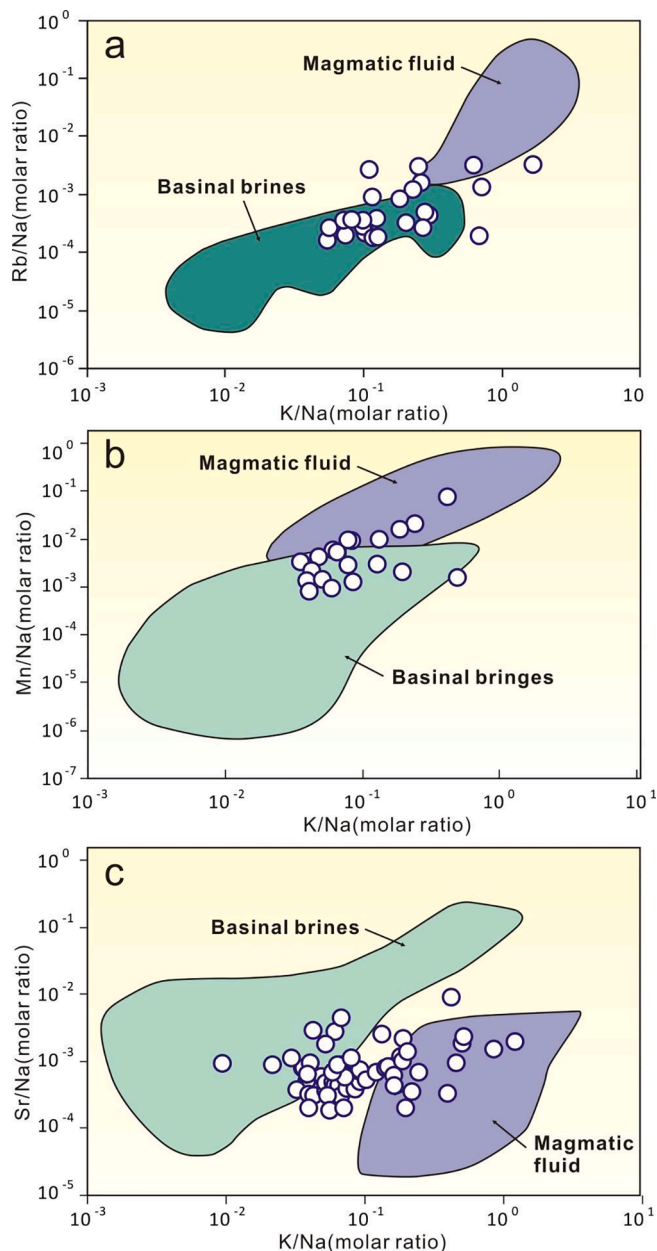 a
Magmatic fluid
Basinal brines
Rb/Na(molar ratio)
10^0
10^-1
10^-2
10^-3
10^-4
10^-5
10^-6
10^-3
10^-2
10^-1
10^0
10
K/Na(molar ratio)
b
Magmatic fluid
Basinal bringes
Mn/Na(molar ratio)
10^0
10^-1
10^-2
10^-3
10^-4
10^-5
10^-6
10^-7
10^-3
10^-2
10^-1
10^0
10^1
K/Na(molar ratio)
c
Basinal brines
Magmatic
fluid
Sr/Na(molar ratio)
10^0
10^-1
10^-2
10^-3
10^-4
10^-5
10^-3
10^-2
10^-1
10^0
10^1
K/Na(molar ratio)